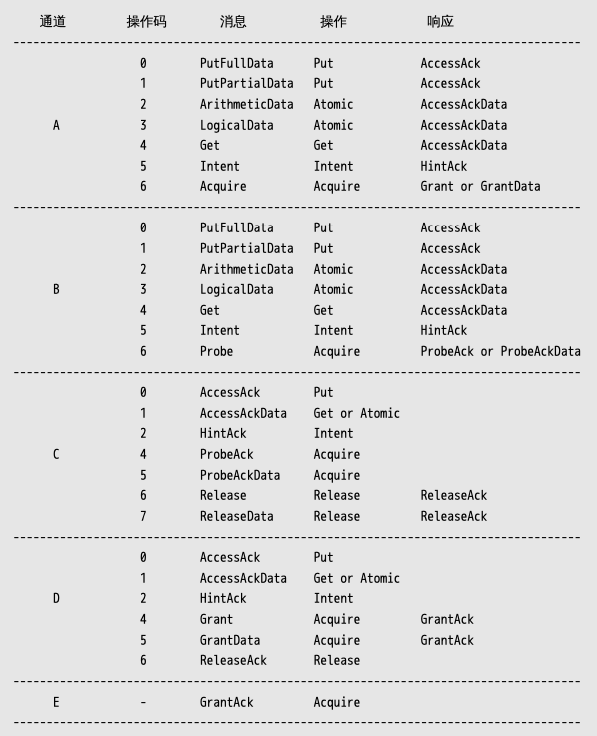 通道 操作码 消息 操作 响应
0 PutFullData Put AccessAck
1 PutPartialData Put AccessAck
2 ArithmeticData Atomic AccessAckData
A 3 LogicalData Atomic AccessAckData
4 Get Get AccessAckData
5 Intent Intent HintAck
6 Acquire Acquire Grant or GrantData
0 PutFullData Put AccessAck
1 PutPartialData Put AccessAck
2 ArithmeticData Atomic AccessAckData
B 3 LogicalData Atomic AccessAckData
4 Get Get AccessAckData
5 Intent Intent HintAck
6 Probe Acquire ProbeAck or ProbeAckData
0 AccessAck Put
1 AccessAckData Get or Atomic
2 HintAck Intent
C 4 ProbeAck Acquire
5 ProbeAckData Acquire
6 Release Release ReleaseAck
7 ReleaseData Release ReleaseAck
0 AccessAck Put
1 AccessAckData Get or Atomic
D 2 HintAck Intent
4 Grant Acquire GrantAck
5 GrantData Acquire GrantAck
6 ReleaseAck Release
E - GrantAck Acquire